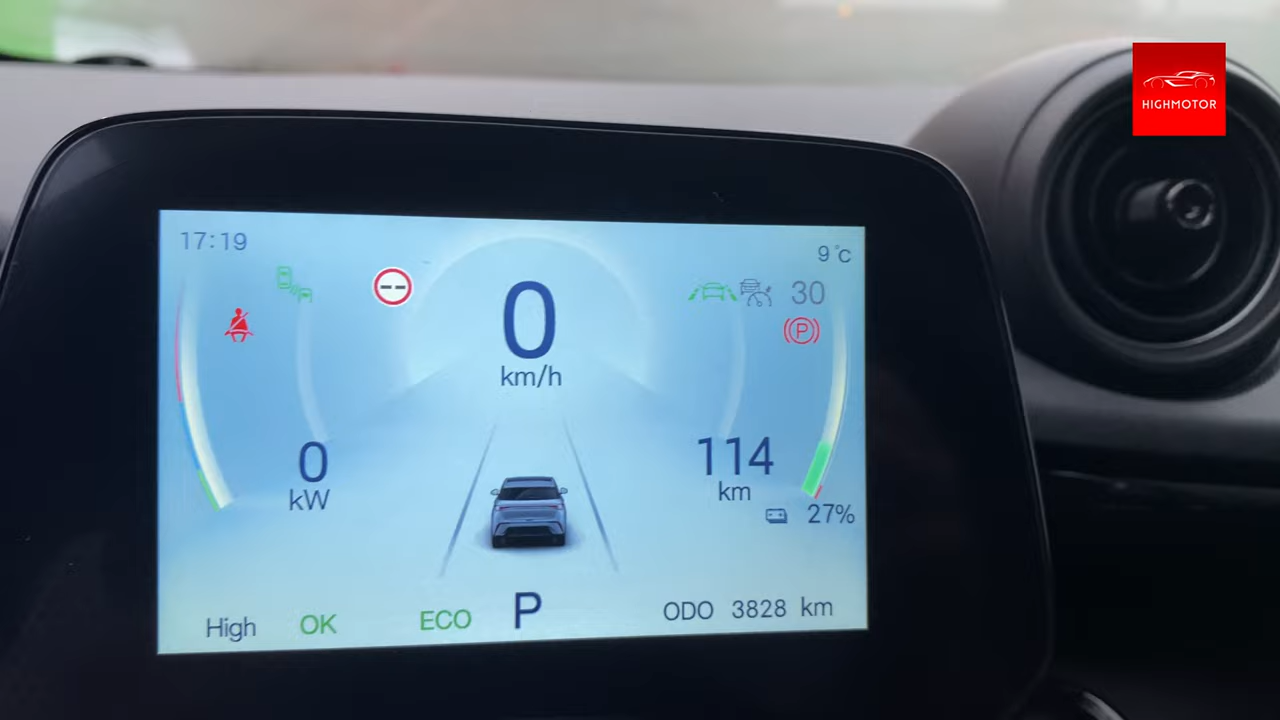 HIGHMOTOR
17:19
9°C
--
0
km/h
30
P
0
kW
114
km
27%
High OK ECO P ODO 3828 km